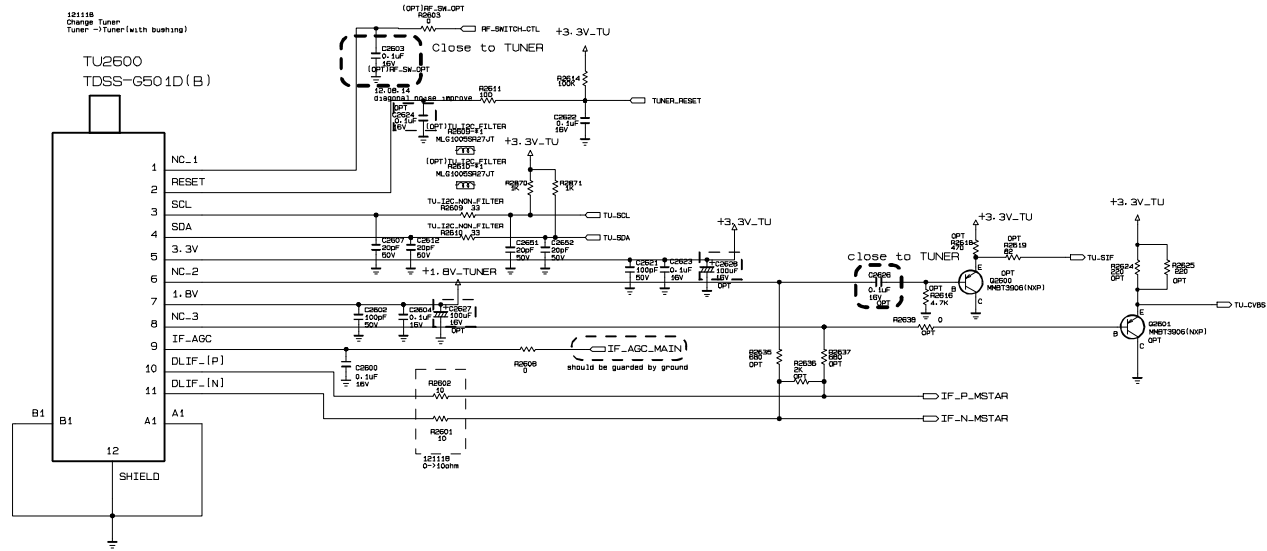 121118
Change Tuner
Tuner ->Tuner(with bushing)
TU2600
TDSS-G501D(B)
(OPT)RF_SW_OPT
R2603
0
RF_SWITCH_CTL
C2603
0.1uF
16V
(OPT)RF_SW_OPT
Close to TUNER
+3.3V_TU
R2614
100K
12.08.14
diagonal noise improve
R2611
100
TUNER_RESET
OPT
C2624
0.1uF
16V
C2622
0.1uF
16V
(OPT)TU_I2C_FILTER
R2609-*1
MLG1005SR27JT
(OPT)TU_I2C_FILTER
R2610-*1
MLG1005SR27JT
+3.3V_TU
R2670
1K
R2671
1K
1
NC_1
2
RESET
3
SCL
4
SDA
5
3.3V
6
NC_2
7
1.8V
8
NC_3
9
IF_AGC
10
DLIF_[P]
11
DLIF_[N]
TU_I2C_NON_FILTER
R2609 33
TU_SCL
TU_I2C_NON_FILTER
R2610 33
TU_SDA
C2607
20pF
50V
C2612
20pF
50V
C2651
20pF
50V
C2652
20pF
50V
+3.3V_TU
C2621
100pF
50V
C2623
0.1uF
16V
C2628
100uF
16V
OPT
+1.8V_TUNER
C2602
100pF
50V
C2604
0.1uF
16V
C2627
100uF
16V
OPT
close to TUNER
C2626
0.1uF
16V
OPT
OPT
R2616
4.7K
+3.3V_TU
OPT
R2618
470
OPT
R2619
82
TU_SIF
E
B
C
OPT
Q2600
MMBT3906(NXP)
+3.3V_TU
R2624
220
OPT
R2625
220
OPT
TU_CVBS
E
B
C
Q2601
MMBT3906(NXP)
OPT
R2638
0
OPT
C2600
0.1uF
16V
R2608
0
IF_AGC_MAIN
should be guarded by ground
R2635
680
OPT
R2636
2K
OPT
R2637
680
OPT
R2602
10
R2601
10
121118
0->10ohm
IF_P_MSTAR
IF_N_MSTAR
B1
B1
A1
A1
12
SHIELD